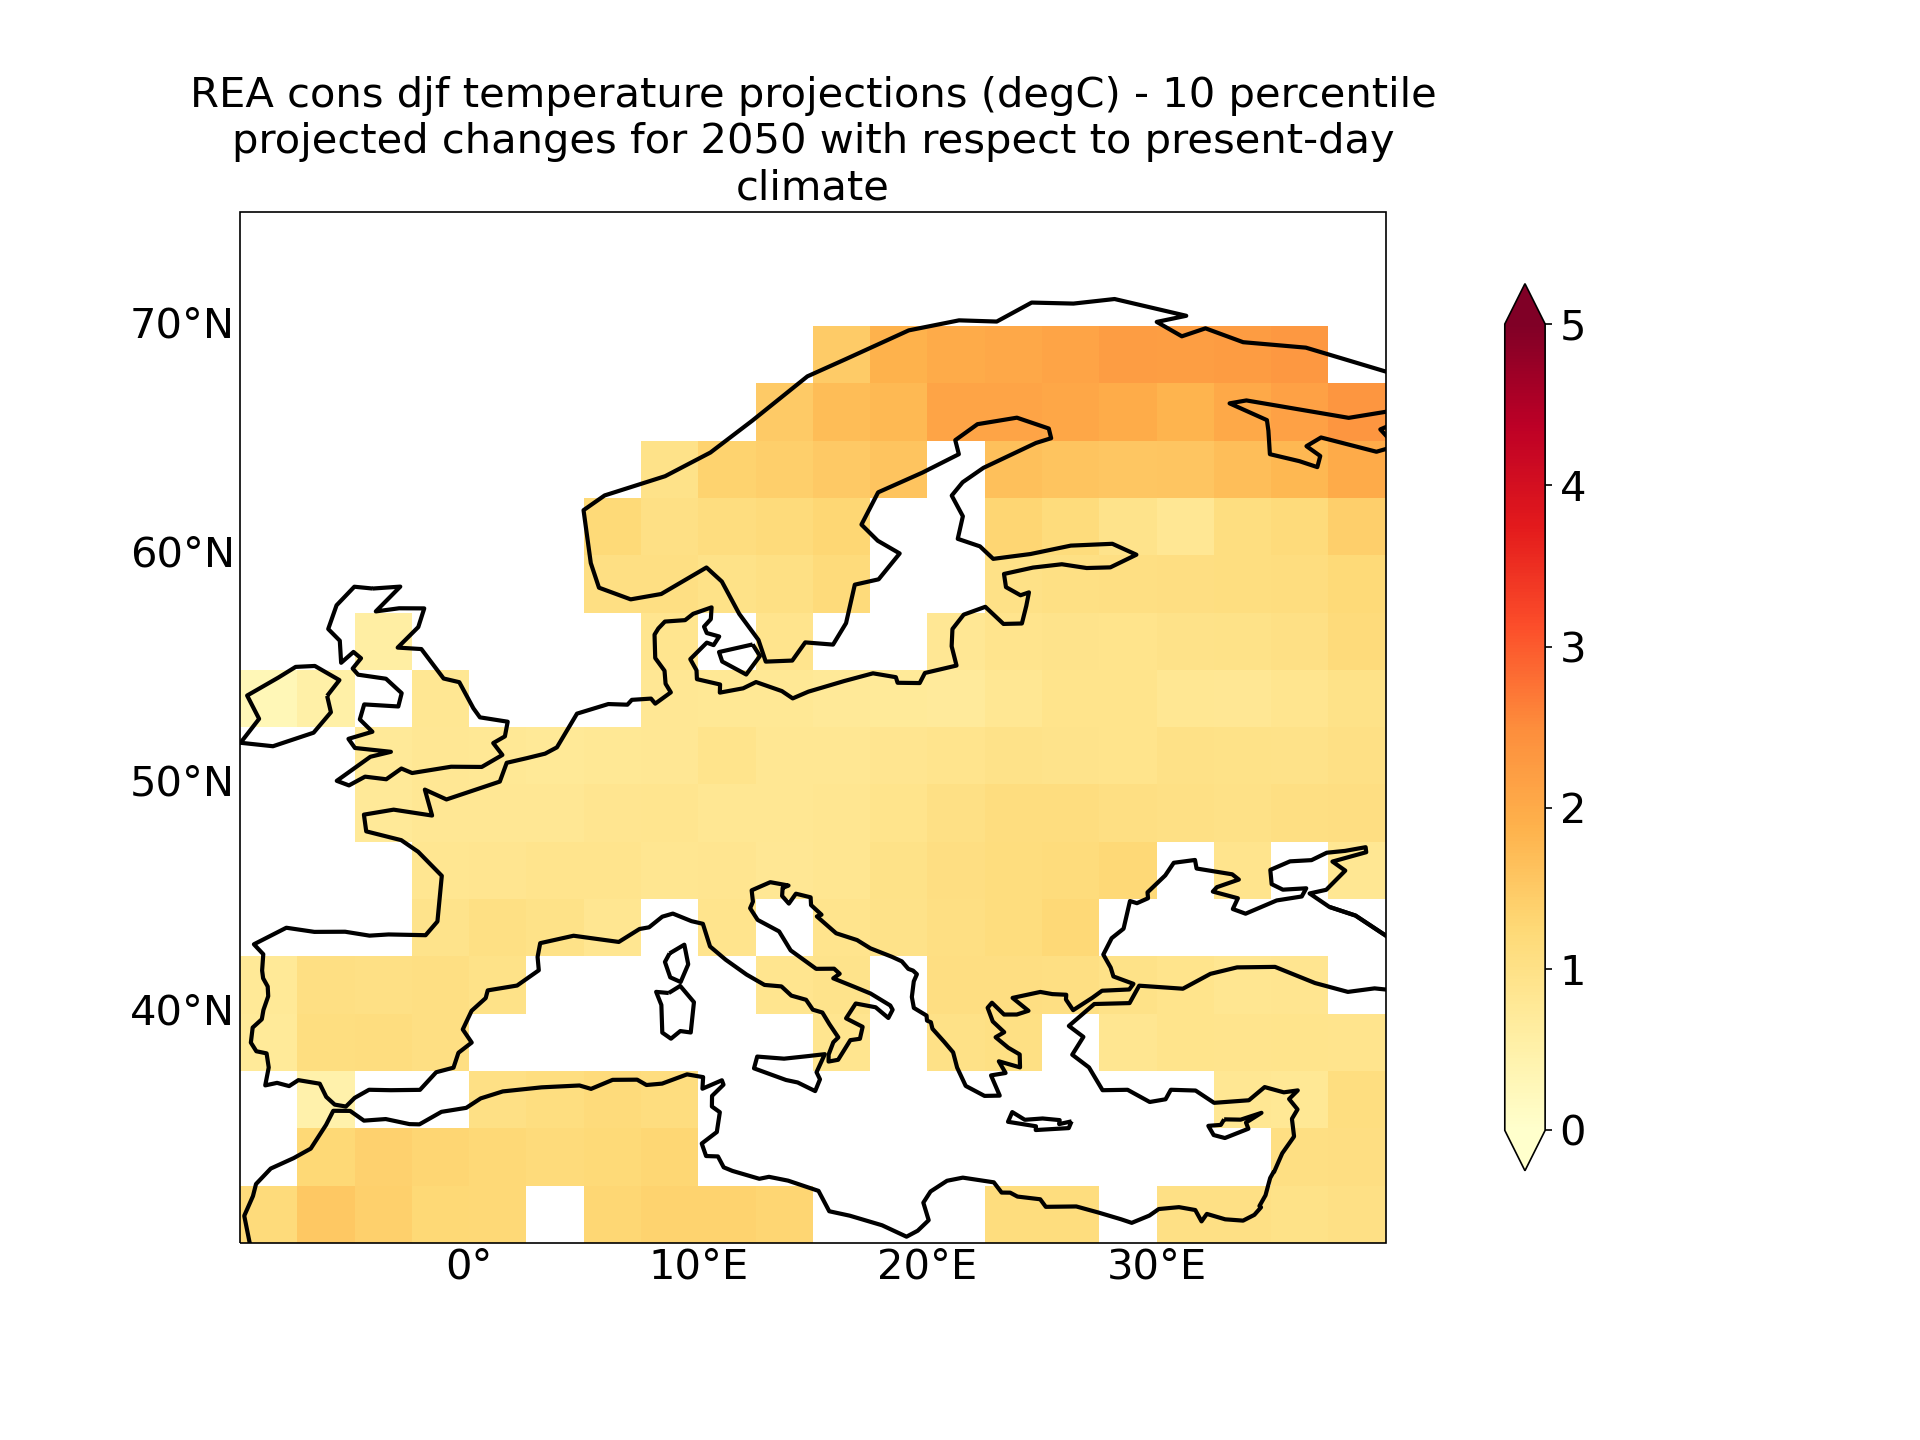 REA cons djf temperature projections (degC) - 10 percentile
projected changes for 2050 with respect to present-day
climate
70°N
60°N
50°N
40°N
0°
10°E
20°E
30°E
5
4
3
2
1
0